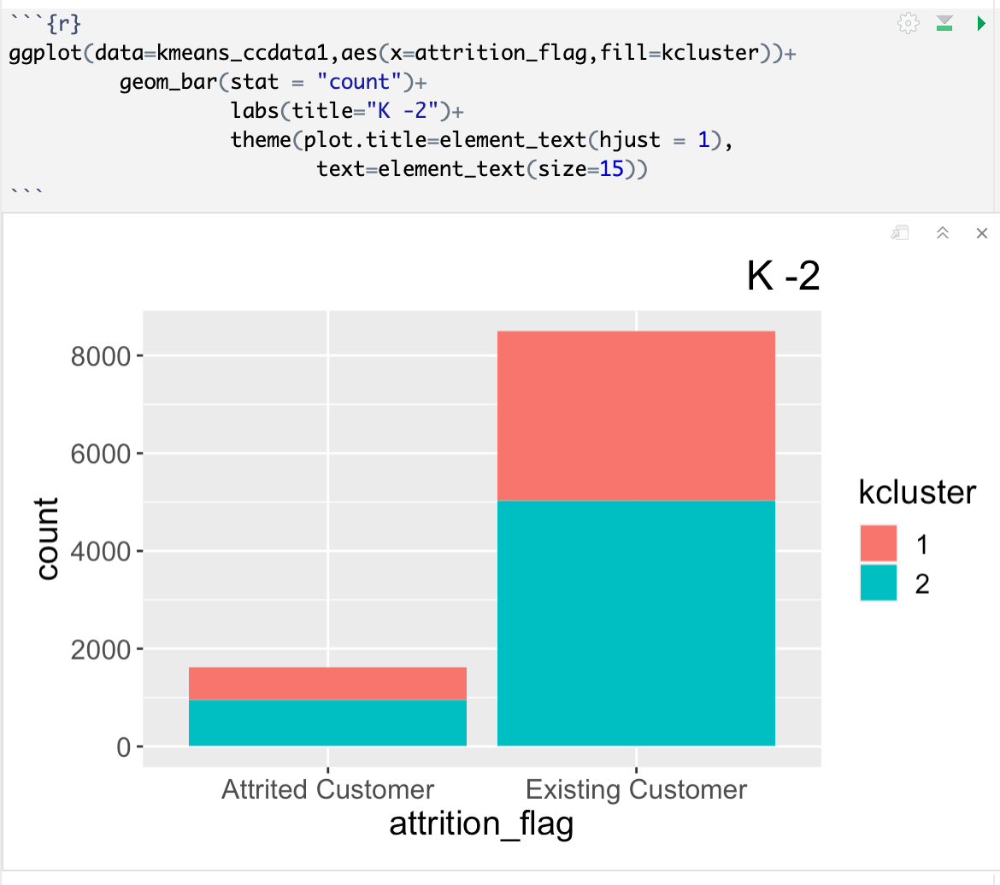 ```{r}
ggplot(data=kmeans_ccdata1,aes(x=attrition_flag,fill=kcluster))+
geom_bar(stat = "count")+
labs(title="K -2")+
theme(plot.title=element_text(hjust = 1),
text=element_text(size=15))
```
K -2
8000
6000
4000
2000
0
count
Attrited Customer
Existing Customer
attrition_flag
kcluster
1
2